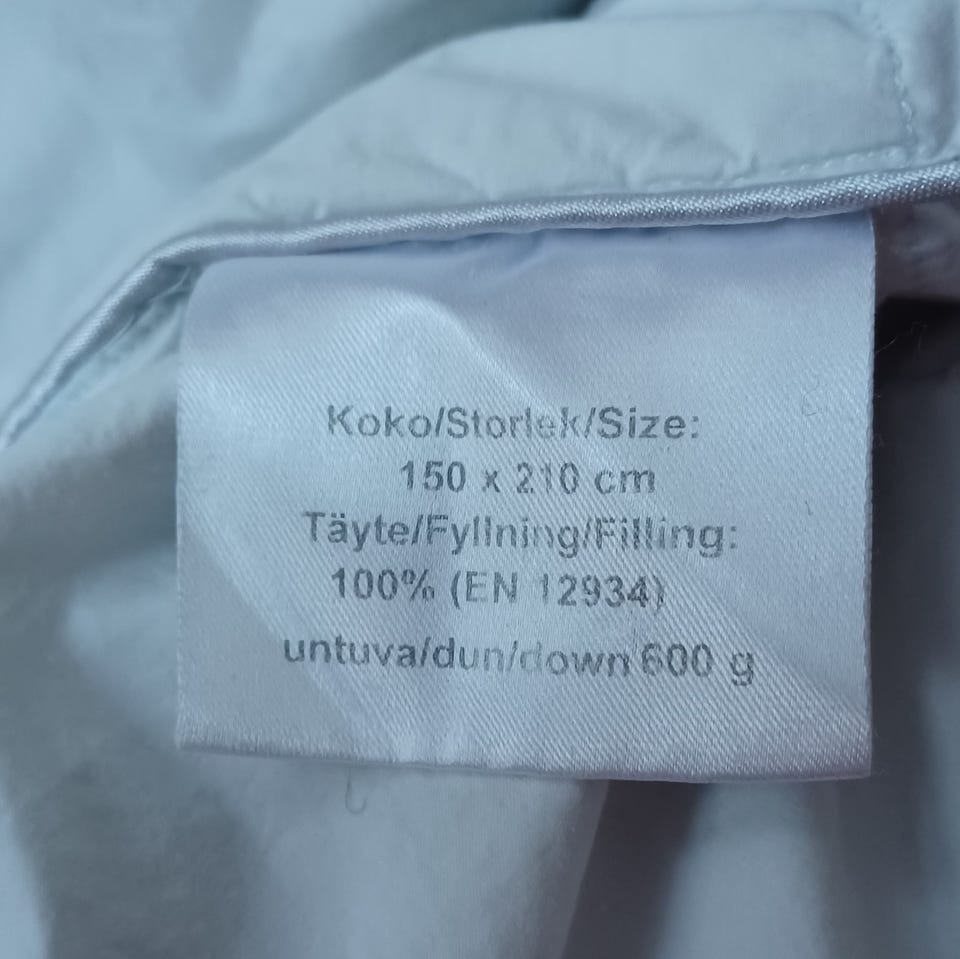 Koko/Storlek/Size:
150 x 210 cm
Täyte/Fyllning/Filling:
100% (EN 12934)
untuva/dun/down 600 g